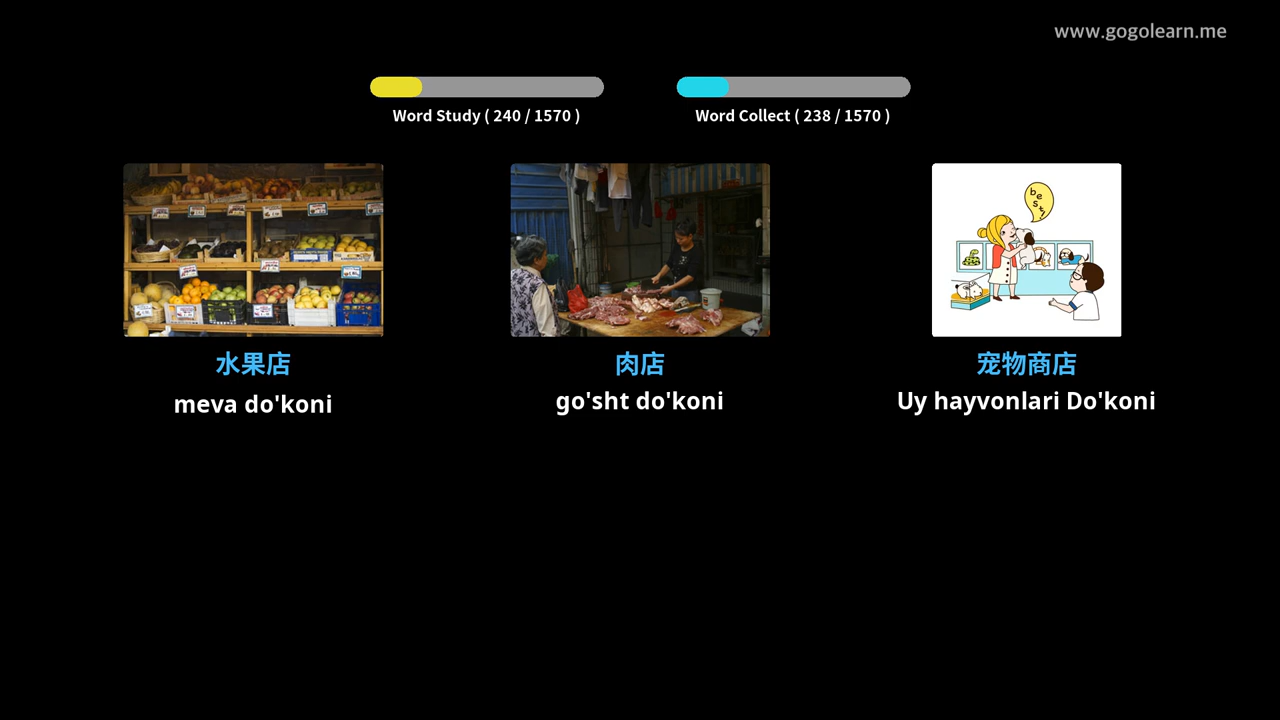 www.gogolearn.me
Word Study ( 240 / 1570 )
Word Collect ( 238 / 1570 )
best
水果店
肉店
宠物商店
meva do'koni
go'sht do'koni
Uy hayvonlari Do'koni